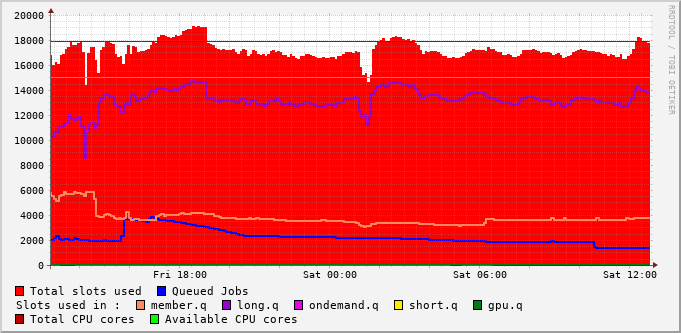 20000
18000
16000
14000
12000
10000
8000
6000
4000
2000
0
Fri 18:00 Sat 00:00 Sat 06:00 Sat 12:00
Total slots used Queued Jobs
Slots used in : member.q long.q ondemand.q short.q gpu.q
Total CPU cores Available CPU cores
RRDTOOL / TOBI OETIKER